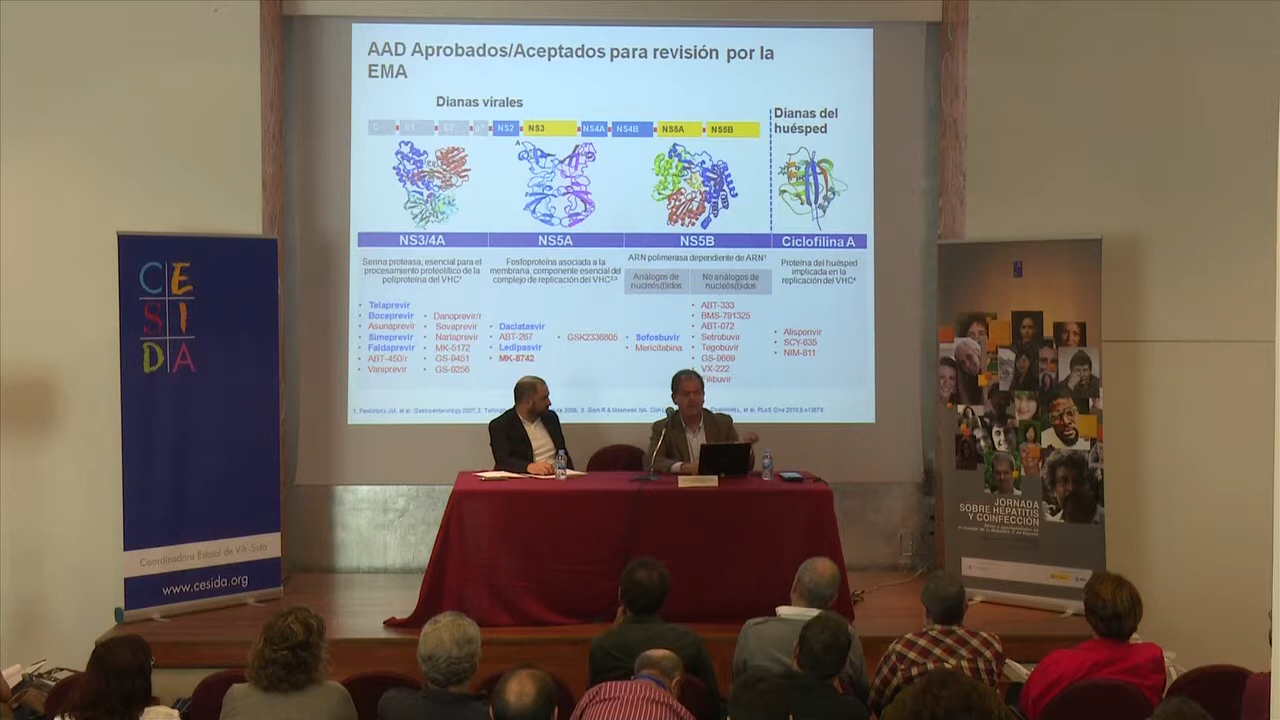 AAD Aprobados/Aceptados para revisión por la
EMA
Dianas virales
Dianas del
huésped
C E1 E2 p7 NS2 NS3 NS4A NS4B NS5A NS5B
A
NS3/4A NS5A NS5B Ciclofilina A
Serina proteasa, esencial para el
procesamiento proteolítico de la
poliproteína del VHC¹
Fosfoproteína asociada a la
membrana, componente esencial del
complejo de replicación del VHC²,³
ARN polimerasa dependiente de ARN¹
Análogos de
nucleós(t)idos
No análogos de
nucleós(t)idos
Proteína del huésped
implicada en la
replicación del VHC⁴
• Telaprevir
• Boceprevir
• Asunaprevir
• Simeprevir
• Faldaprevir
• ABT-450/r
• Vaniprevir
• Danoprevir/r
• Sovaprevir
• Narlaprevir
• MK-5172
• GS-9451
• GS-9256
• Daclatasvir
• ABT-267
• Ledipasvir
• MK-8742
• GSK2336805
• Sofosbuvir
• Mericitabina
• ABT-333
• BMS-791325
• ABT-072
• Setrobuvir
• Tegobuvir
• GS-9669
• VX-222
Filibuvir
• Alisporivir
• SCY-635
• NIM-811
CE
SI
DA
Coordinadora Estatal de Vih-Sida
www.cesida.org
JORNADA
SOBRE HEPATITIS
Y COINFECCIÓN